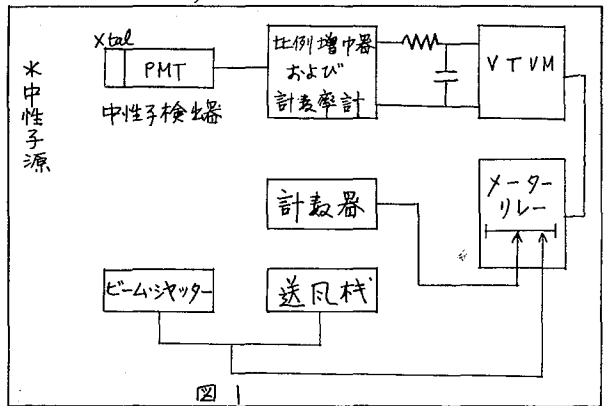 xtal
PMT
中性子検出器
*中性子源
比例増巾器
および
計数率計
VTVM
メーター
リレー
計数器
ビーム・シャッター
送風機
図 1